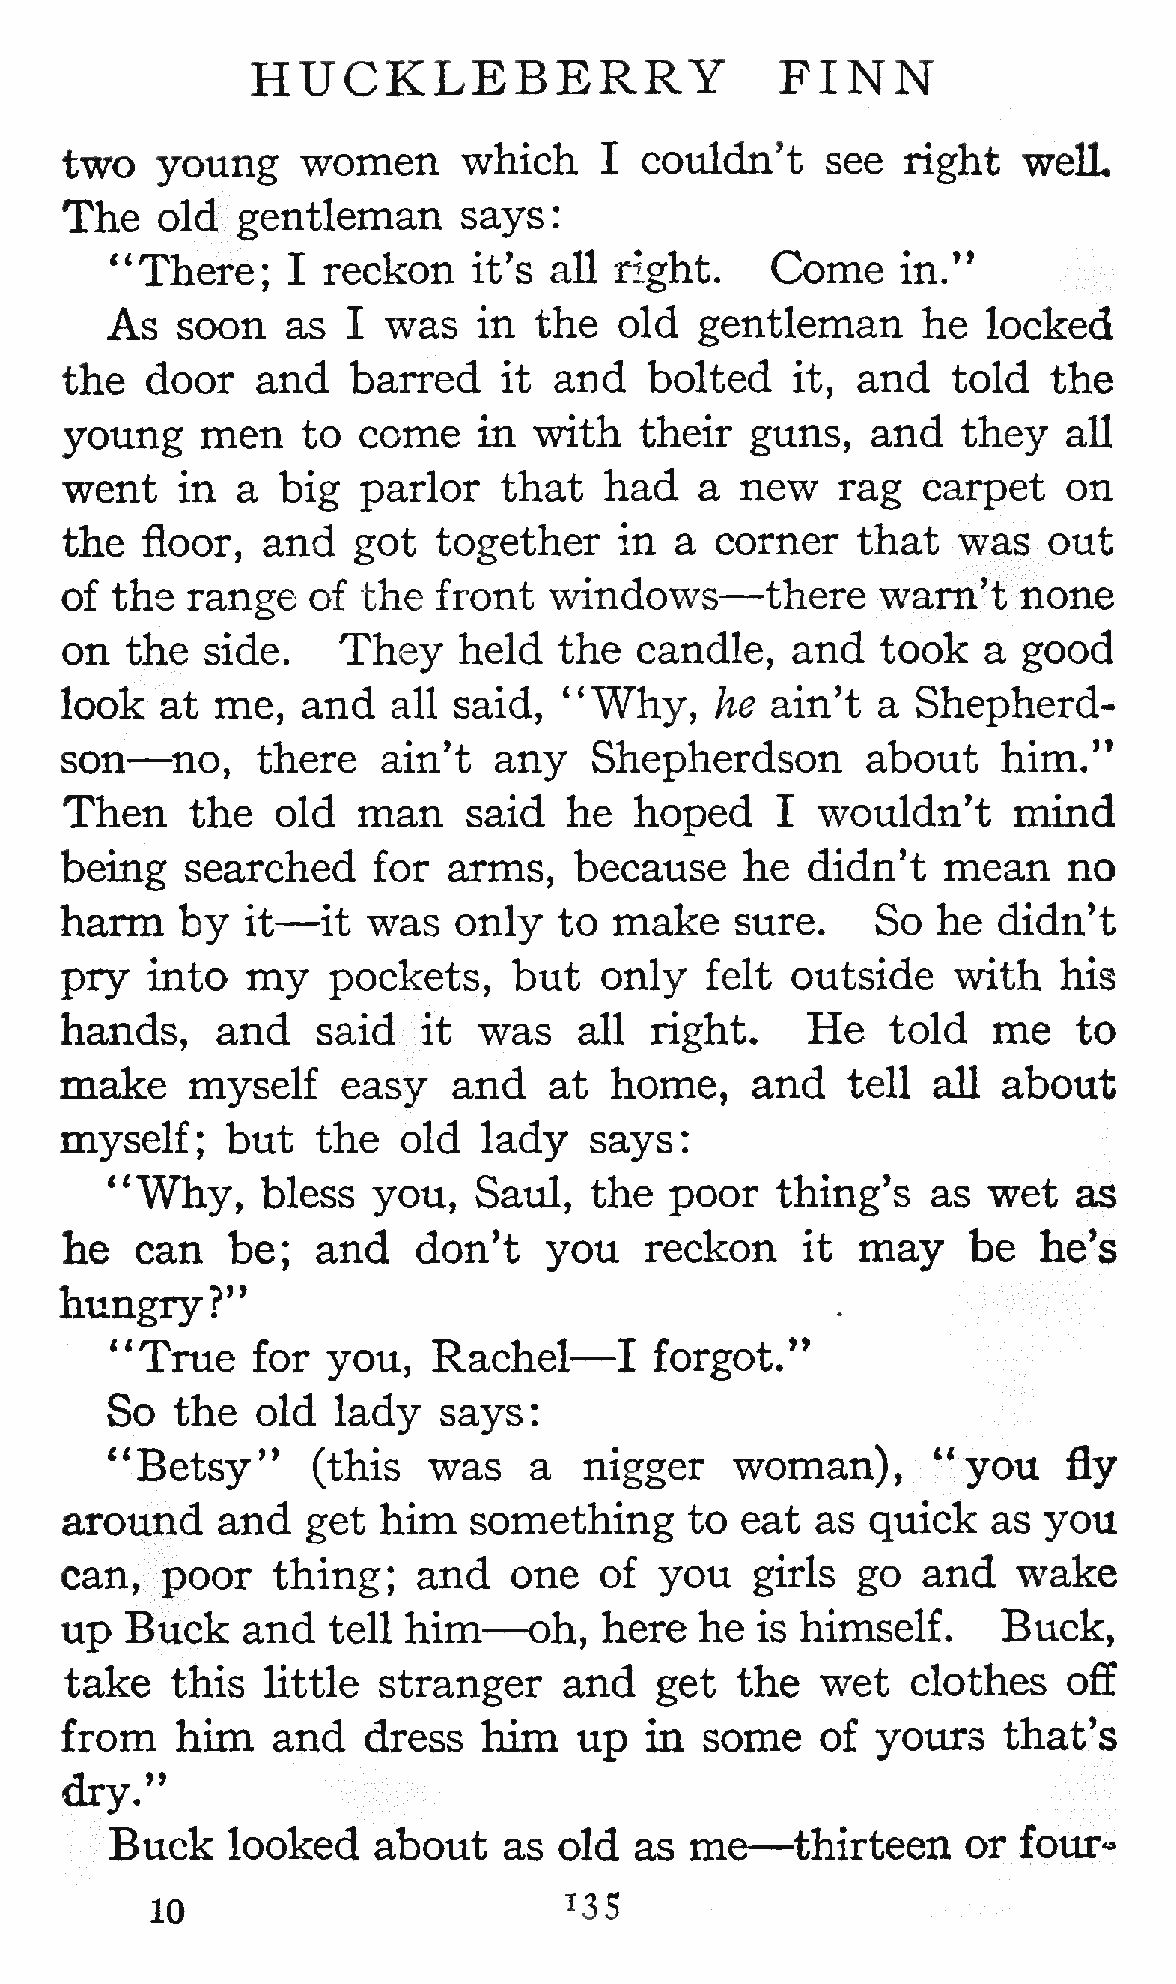 HUCKLEBERRY FINN
two young women which I couldn't see right well.
The old gentleman says:
"There; I reckon it's all right. Come in."
As soon as I was in the old gentleman he locked
the door and barred it and bolted it, and told the
young men to come in with their guns, and they all
went in a big parlor that had a new rag carpet on
the floor, and got together in a corner that was out
of the range of the front windows—there warn't none
on the side. They held the candle, and took a good
look at me, and all said, "Why, he ain't a Shepherd-
son—no, there ain't any Shepherdson about him."
Then the old man said he hoped I wouldn't mind
being searched for arms, because he didn't mean no
harm by it—it was only to make sure. So he didn't
pry into my pockets, but only felt outside with his
hands, and said it was all right. He told me to
make myself easy and at home, and tell all about
myself; but the old lady says:
"Why, bless you, Saul, the poor thing's as wet as
he can be; and don't you reckon it may be he's
hungry?"
"True for you, Rachel—I forgot."
So the old lady says:
"Betsy" (this was a nigger woman), "you fly
around and get him something to eat as quick as you
can, poor thing; and one of you girls go and wake
up Buck and tell him—oh, here he is himself. Buck,
take this little stranger and get the wet clothes off
from him and dress him up in some of yours that's
dry."
Buck looked about as old as me—thirteen or four-
10 135